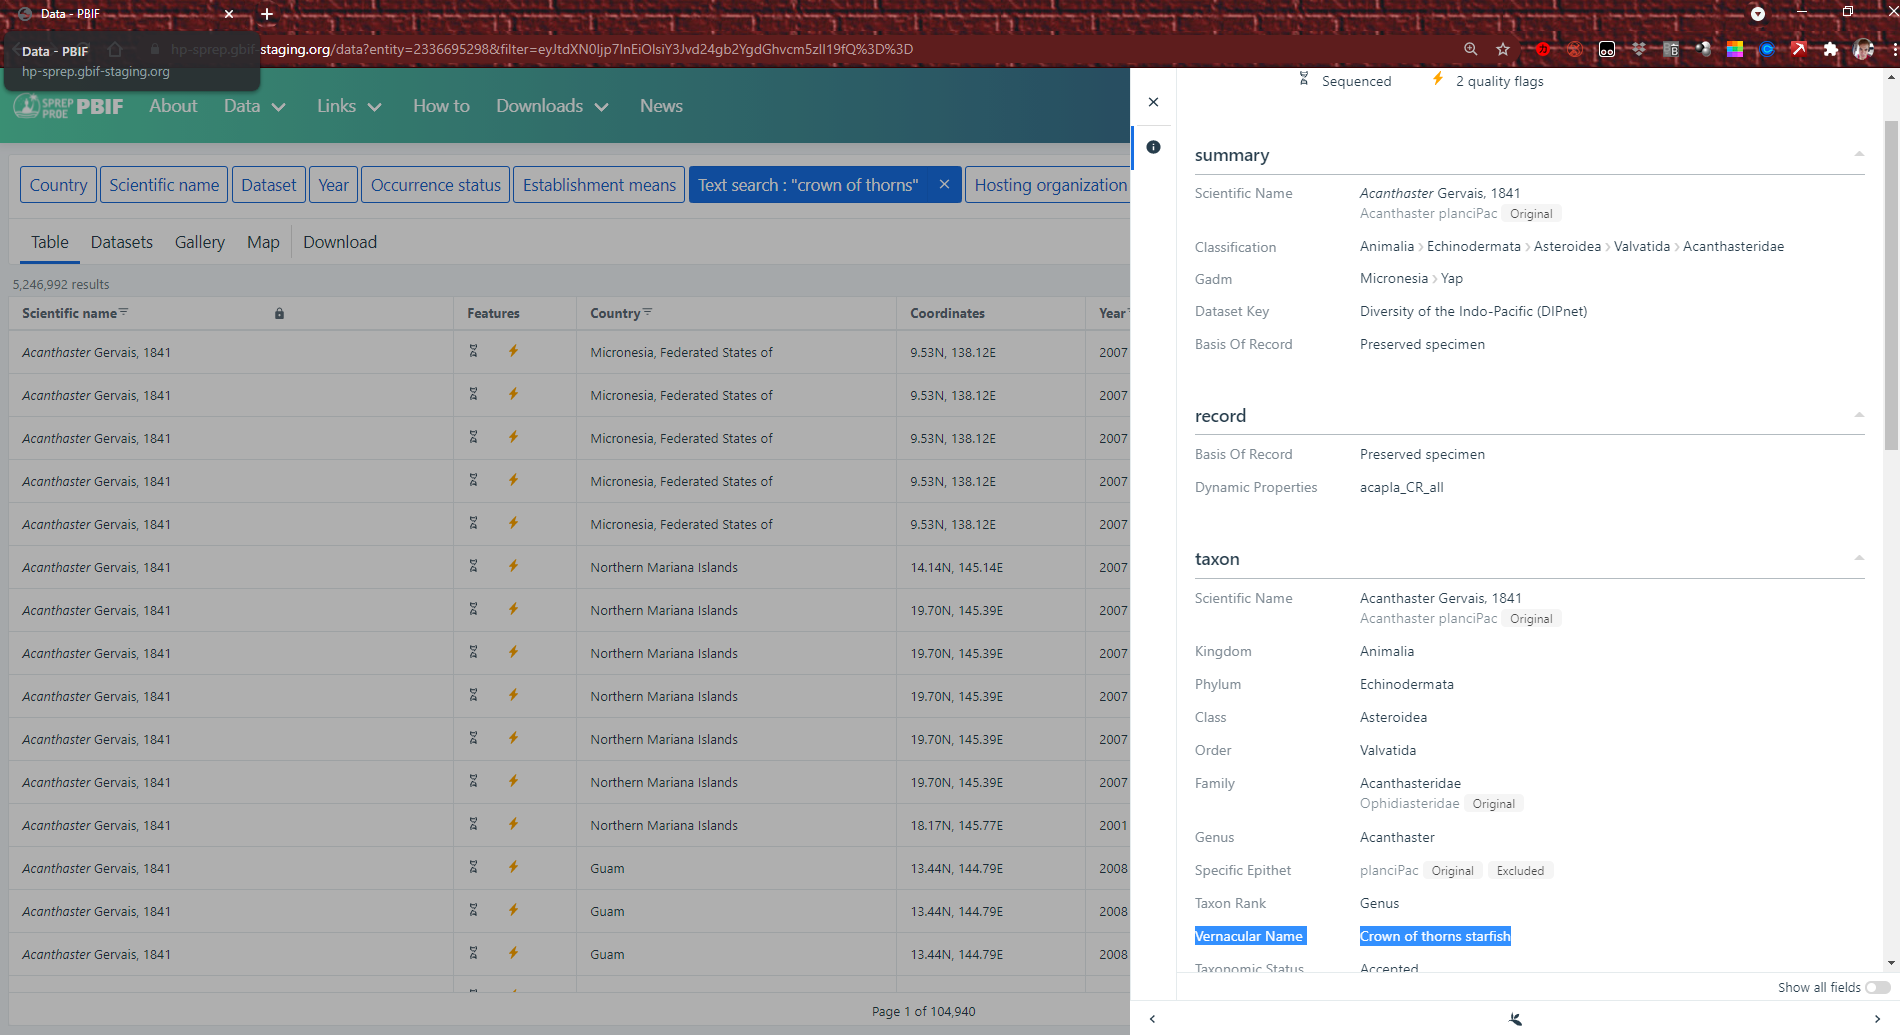 Data - PBIF
hp-sprep.gbif-staging.org/data?entity=2336695298&filter=eyJtdXN0Ijp7InEiOlsiY3Jvd24gb2YgdGhvcm5zIl19fQ%3D%3D
Data - PBIF
hp-sprep.gbif-staging.org
SPREP
PROE
PBIF
About
Data
Links
How to
Downloads
News
Country
Scientific name
Dataset
Year
Occurrence status
Establishment means
Text search : "crown of thorns"
Hosting organization
Table
Datasets
Gallery
Map
Download
5,246,992 results
Scientific name Features Country Coordinates Year
Acanthaster Gervais, 1841 Micronesia, Federated States of 9.53N, 138.12E 2007
Acanthaster Gervais, 1841 Micronesia, Federated States of 9.53N, 138.12E 2007
Acanthaster Gervais, 1841 Micronesia, Federated States of 9.53N, 138.12E 2007
Acanthaster Gervais, 1841 Micronesia, Federated States of 9.53N, 138.12E 2007
Acanthaster Gervais, 1841 Micronesia, Federated States of 9.53N, 138.12E 2007
Acanthaster Gervais, 1841 Northern Mariana Islands 14.14N, 145.14E 2007
Acanthaster Gervais, 1841 Northern Mariana Islands 19.70N, 145.39E 2007
Acanthaster Gervais, 1841 Northern Mariana Islands 19.70N, 145.39E 2007
Acanthaster Gervais, 1841 Northern Mariana Islands 19.70N, 145.39E 2007
Acanthaster Gervais, 1841 Northern Mariana Islands 19.70N, 145.39E 2007
Acanthaster Gervais, 1841 Northern Mariana Islands 19.70N, 145.39E 2007
Acanthaster Gervais, 1841 Northern Mariana Islands 18.17N, 145.77E 2001
Acanthaster Gervais, 1841 Guam 13.44N, 144.79E 2008
Acanthaster Gervais, 1841 Guam 13.44N, 144.79E 2008
Acanthaster Gervais, 1841 Guam 13.44N, 144.79E 2008
Page 1 of 104,940
Sequenced 2 quality flags
summary
Scientific Name Acanthaster Gervais, 1841
Acanthaster planciPac Original
Classification Animalia › Echinodermata › Asteroidea › Valvatida › Acanthasteridae
Gadm Micronesia › Yap
Dataset Key Diversity of the Indo-Pacific (DIPnet)
Basis Of Record Preserved specimen
record
Basis Of Record Preserved specimen
Dynamic Properties acapla_CR_all
taxon
Scientific Name Acanthaster Gervais, 1841
Acanthaster planciPac Original
Kingdom Animalia
Phylum Echinodermata
Class Asteroidea
Order Valvatida
Family Acanthasteridae
Ophidiasteridae Original
Genus Acanthaster
Specific Epithet planciPac Original Excluded
Taxon Rank Genus
Vernacular Name Crown of thorns starfish
Taxonomic Status Accepted
Show all fields